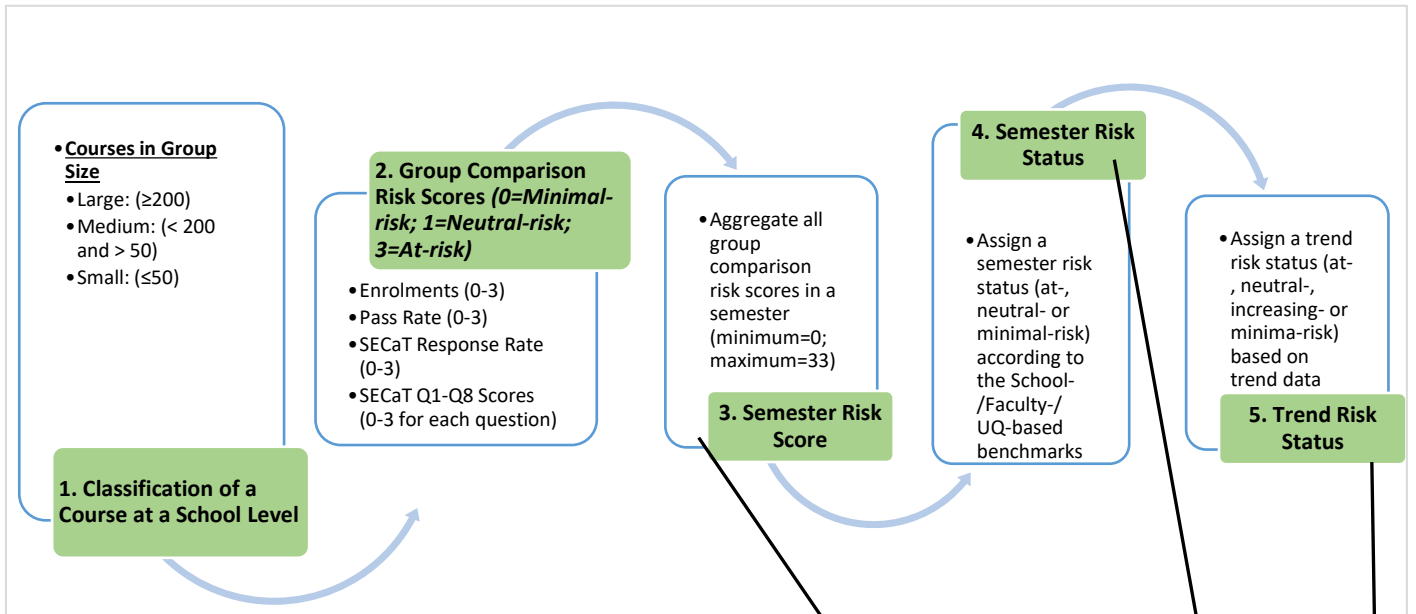 •Courses in Group
Size
•Large: (≥200)
•Medium: (< 200
and > 50)
•Small: (≤50)
1. Classification of a
Course at a School Level
2. Group Comparison
Risk Scores (0=Minimal-
risk; 1=Neutral-risk;
3=At-risk)
•Enrolments (0-3)
•Pass Rate (0-3)
•SECaT Response Rate
(0-3)
•SECaT Q1-Q8 Scores
(0-3 for each question)
•Aggregate all
group
comparison
risk scores in a
semester
(minimum=0;
maximum=33)
3. Semester Risk
Score
4. Semester Risk
Status
•Assign a
semester risk
status (at-,
neutral- or
minimal-risk)
according to
the School-
/Faculty-/
UQ-based
benchmarks
•Assign a trend
risk status (at-
, neutral-,
increasing- or
minima-risk)
based on
trend data
5. Trend Risk
Status